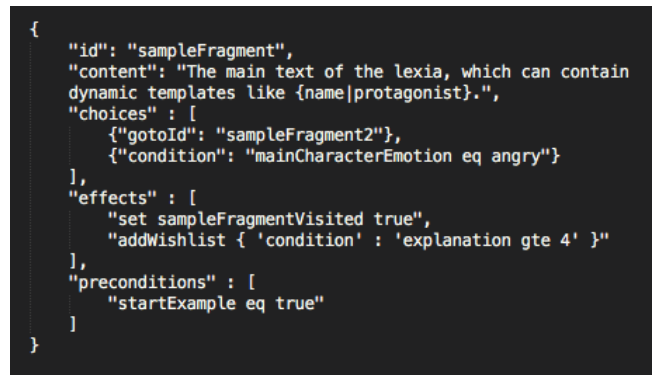 {
    "id": "sampleFragment",
    "content": "The main text of the lexia, which can contain
    dynamic templates like {name|protagonist}.",
    "choices" : [
        {"gotoId": "sampleFragment2"},
        {"condition": "mainCharacterEmotion eq angry"}
    ],
    "effects" : [
        "set sampleFragmentVisited true",
        "addWishlist { 'condition' : 'explanation gte 4' }"
    ],
    "preconditions" : [
        "startExample eq true"
    ]
}